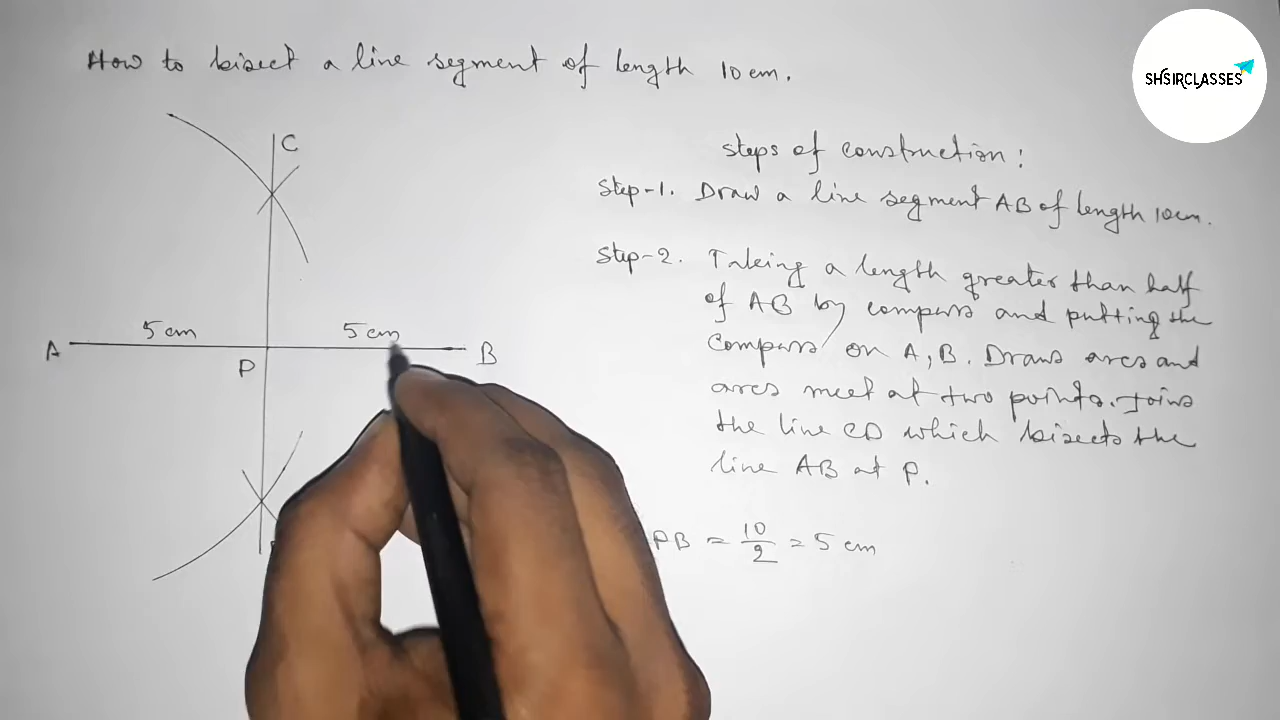 How to bisect a line segment of length 10 cm.
SHSIRCLASSES
steps of construction:
Step-1. Draw a line segment AB of length 10 cm.
Step-2. Taking a length greater than half
of AB by compass and putting the
compass on A, B. Draws arcs and
arcs meet at two points. Joins
the line CD which bisects the
line AB at P.
PB = 10/2 = 5 cm
C
5 cm 5 cm
A P B